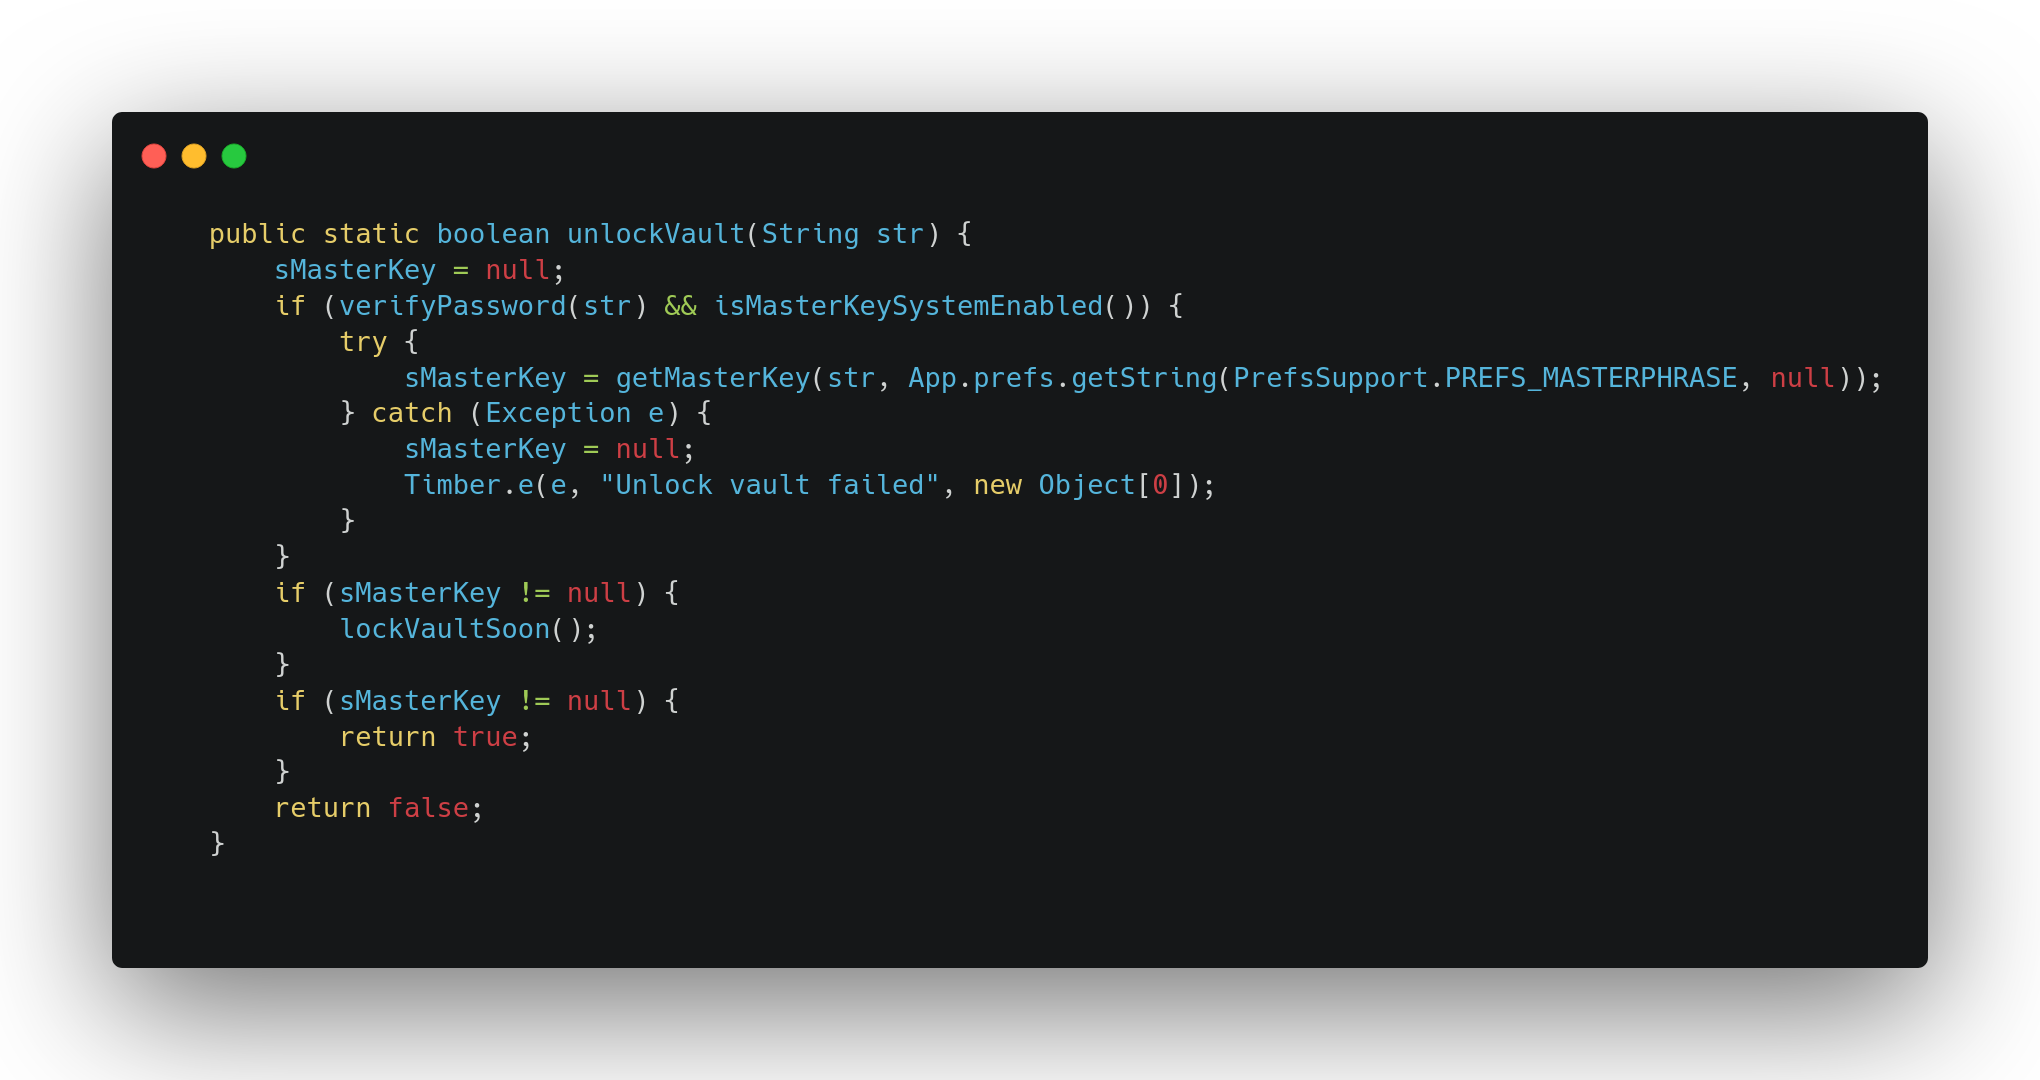 public static boolean unlockVault(String str) {
    sMasterKey = null;
    if (verifyPassword(str) && isMasterKeySystemEnabled()) {
        try {
            sMasterKey = getMasterKey(str, App.prefs.getString(PrefsSupport.PREFS_MASTERPHRASE, null));
        } catch (Exception e) {
            sMasterKey = null;
            Timber.e(e, "Unlock vault failed", new Object[0]);
        }
    }
    if (sMasterKey != null) {
        lockVaultSoon();
    }
    if (sMasterKey != null) {
        return true;
    }
    return false;
}